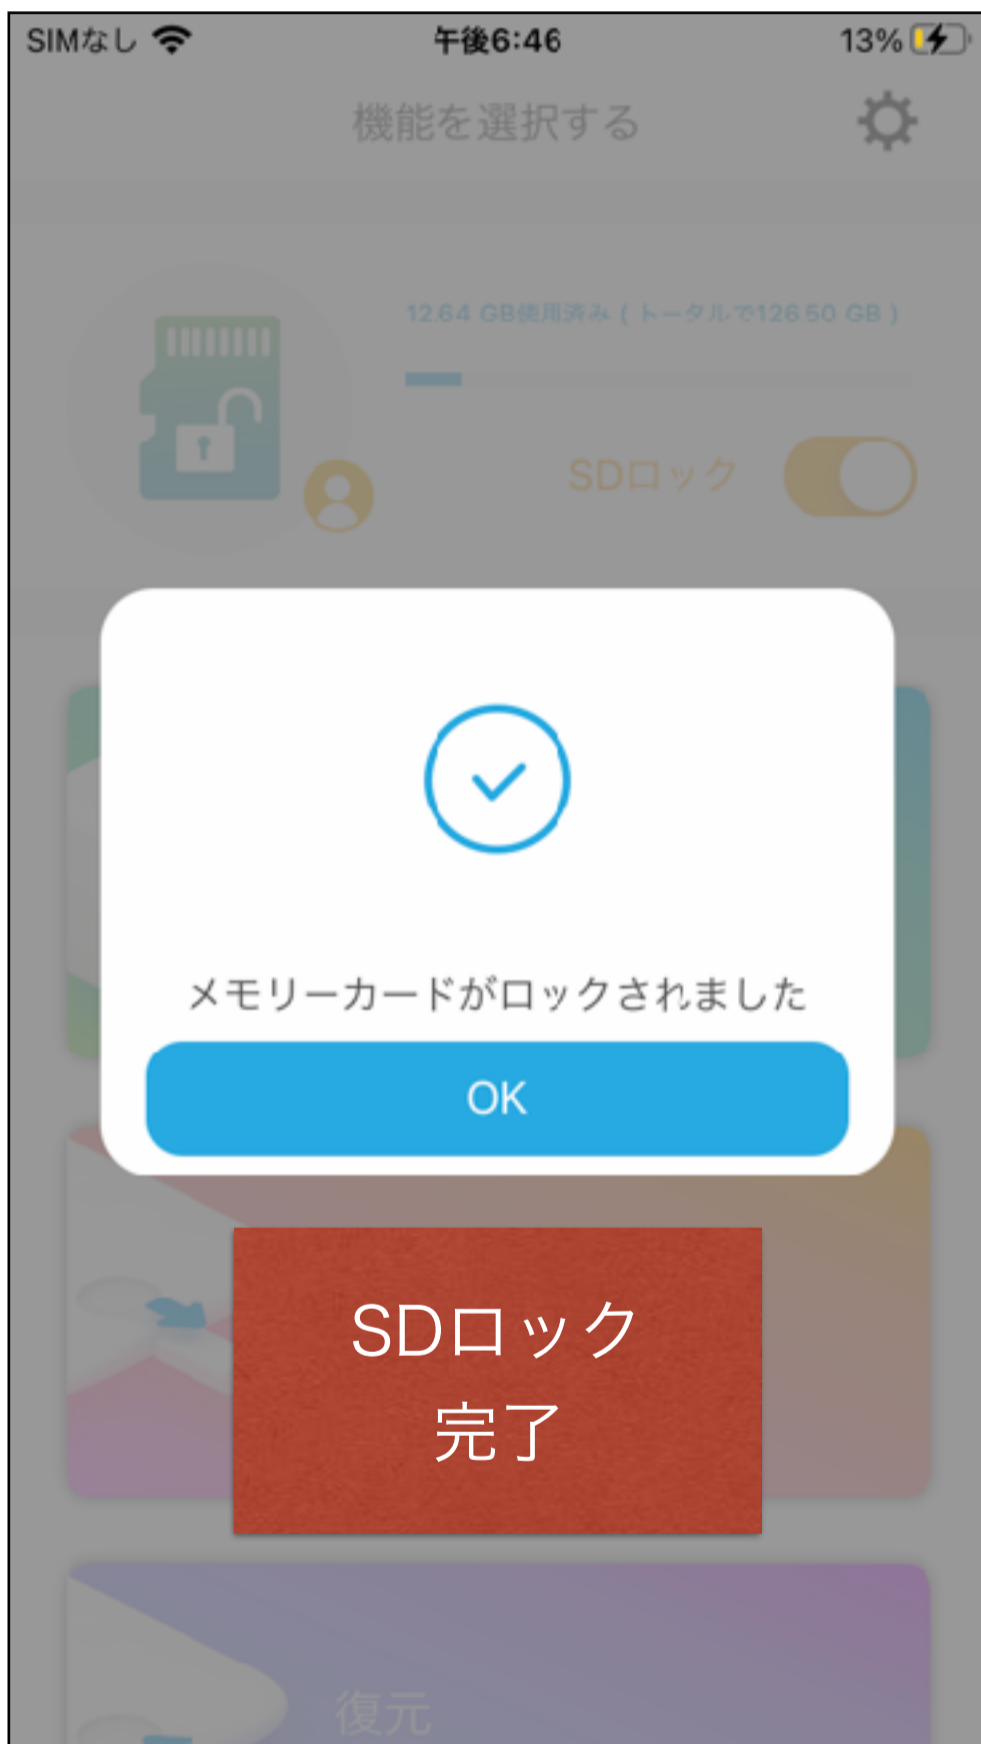 SIMなし 午後6:46 13%
機能を選択する
12.64 GB使用済み ( トータルで126.50 GB )
SDロック
メモリーカードがロックされました
OK
SDロック
完了
復元